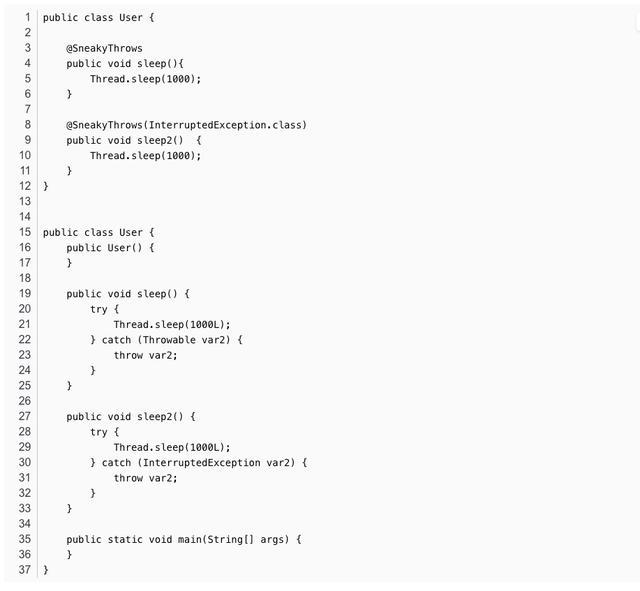 1 public class User {
2
3     @SneakyThrows
4     public void sleep(){
5         Thread.sleep(1000);
6     }
7
8     @SneakyThrows(InterruptedException.class)
9     public void sleep2()  {
10         Thread.sleep(1000);
11     }
12 }
13
14
15 public class User {
16     public User() {
17     }
18
19     public void sleep() {
20         try {
21             Thread.sleep(1000L);
22         } catch (Throwable var2) {
23             throw var2;
24         }
25     }
26
27     public void sleep2() {
28         try {
29             Thread.sleep(1000L);
30         } catch (InterruptedException var2) {
31             throw var2;
32         }
33     }
34
35     public static void main(String[] args) {
36     }
37 }